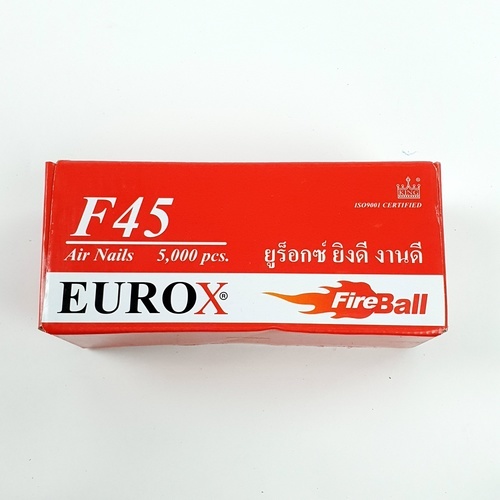 F45
Air Nails 5,000 pcs.
KING
ISO9001 CERTIFIED
ยูร็อกซ์ ยิงดี งานดี
EUROX®
FireBall